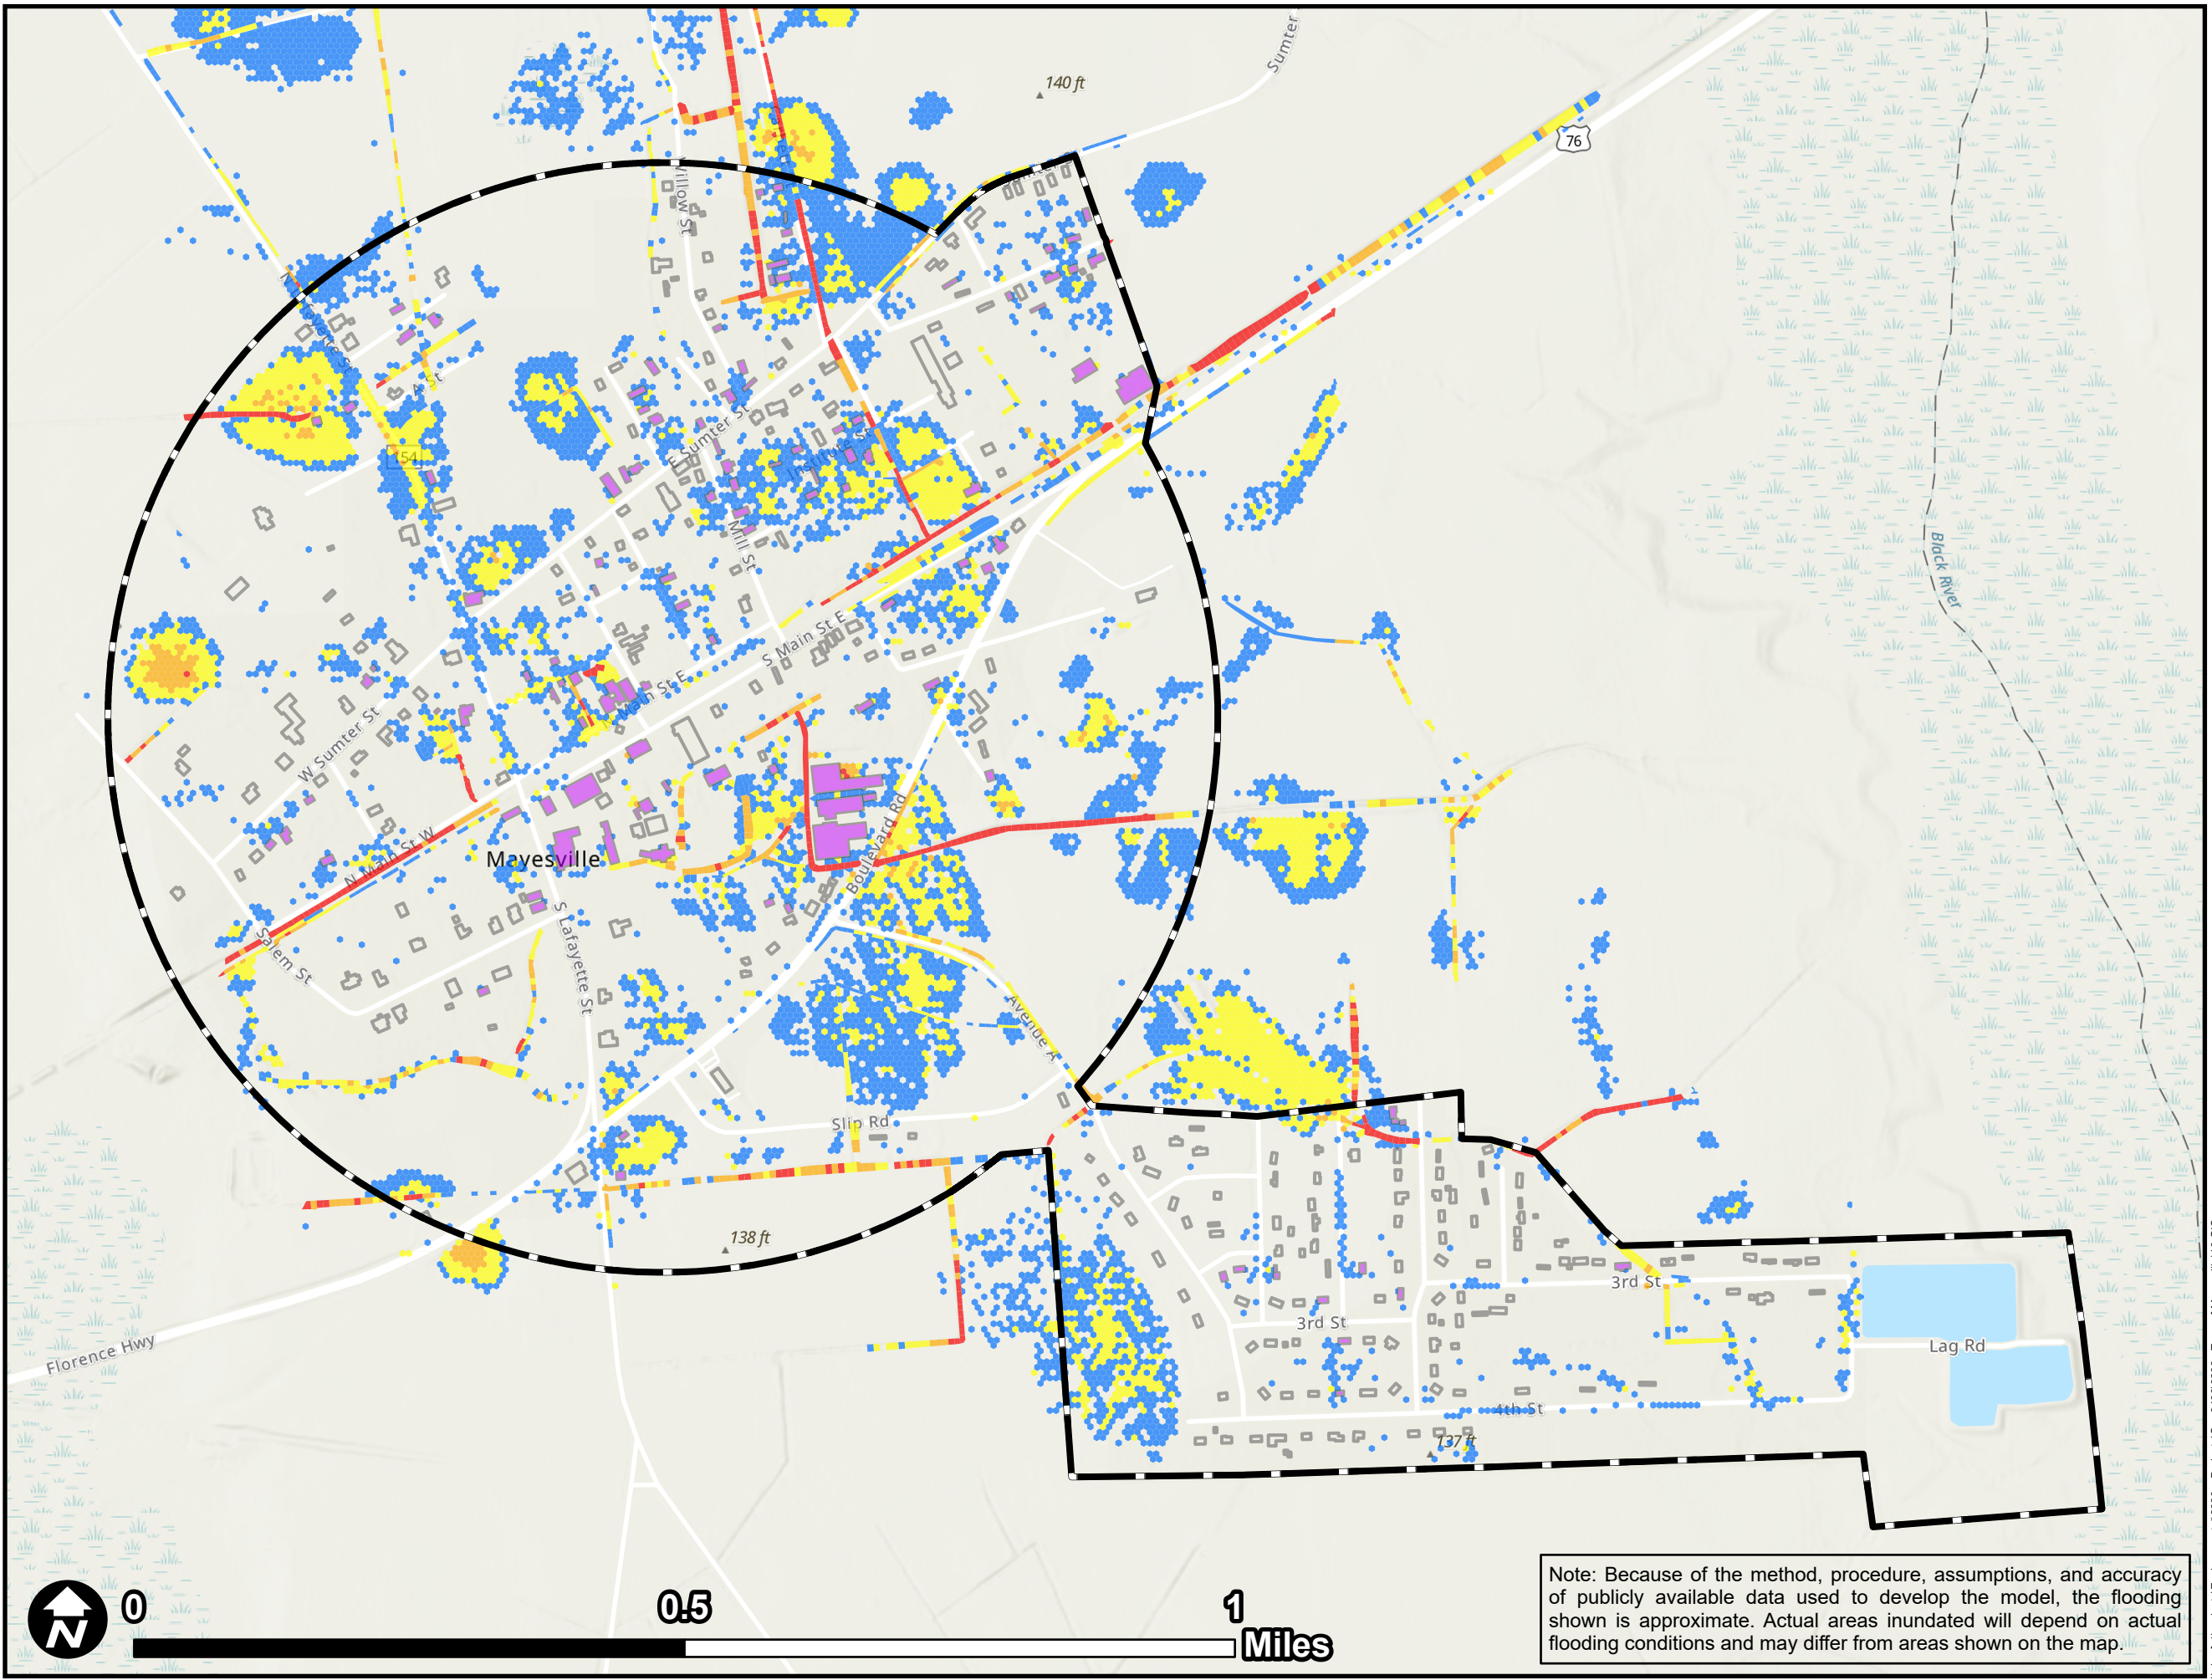 Sumter
140 ft
76
Willow St
N Lafayette St
A St
154
E Sumter St
Institute St
Mill St
Black River
S Main St E
Main St E
W Sumter St
N Main St W
Mayesville
Boulevard Rd
Salem St
S Lafayette St
Avenue A
Slip Rd
138 ft
3rd St
3rd St
Lag Rd
Florence Hwy
4th St
137 ft
Note: Because of the method, procedure, assumptions, and accuracy
of publicly available data used to develop the model, the flooding
shown is approximate. Actual areas inundated will depend on actual
flooding conditions and may differ from areas shown on the map.
N
0 0.5 1
Miles